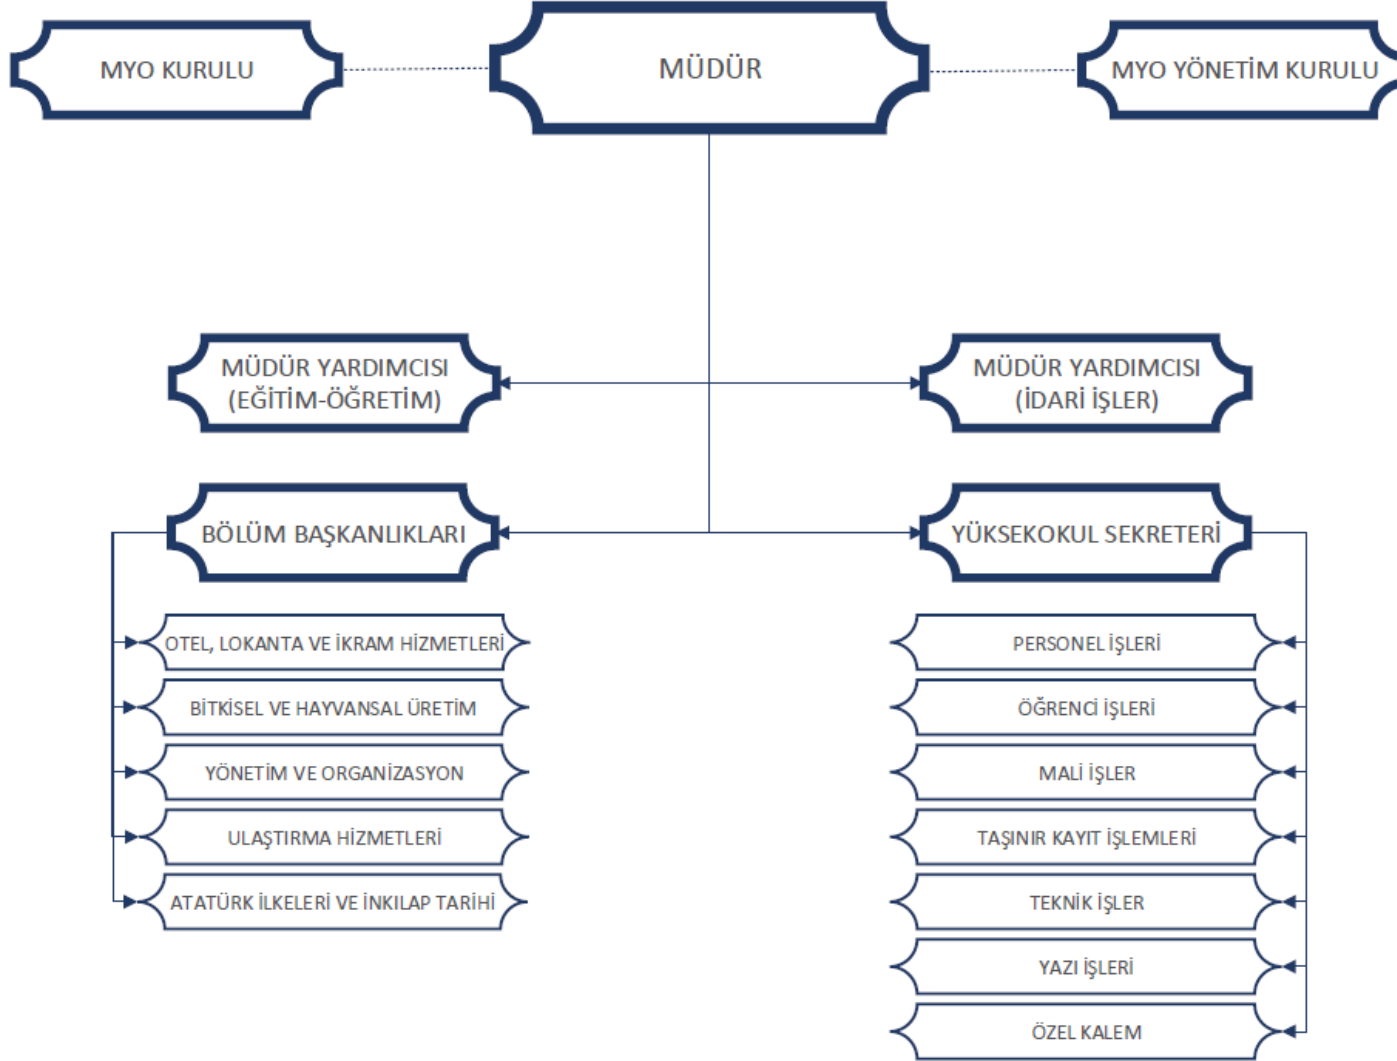 MYO KURULU
MÜDÜR
MYO YÖNETİM KURULU
MÜDÜR YARDIMCISI
(EĞİTİM-ÖĞRETİM)
MÜDÜR YARDIMCISI
(İDARİ İŞLER)
BÖLÜM BAŞKANLIKLARI
YÜKSEKOKUL SEKRETERİ
OTEL, LOKANTA VE İKRAM HİZMETLERİ
BİTKİSEL VE HAYVANSAL ÜRETİM
YÖNETİM VE ORGANİZASYON
ULAŞTIRMA HİZMETLERİ
ATATÜRK İLKELERİ VE İNKILAP TARİHİ
PERSONEL İŞLERİ
ÖĞRENCİ İŞLERİ
MALİ İŞLER
TAŞINIR KAYIT İŞLEMLERİ
TEKNİK İŞLER
YAZI İŞLERİ
ÖZEL KALEM